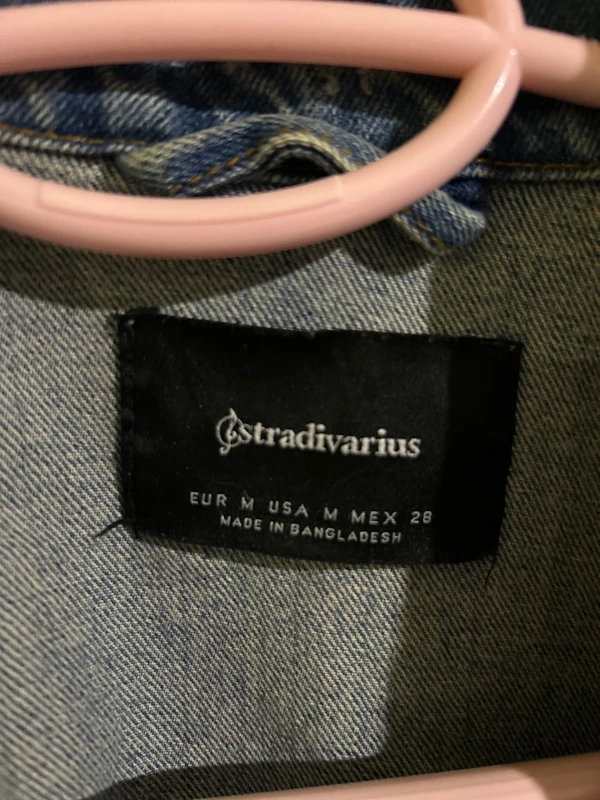 stradivarius
EUR M USA M MEX 28
MADE IN BANGLADESH